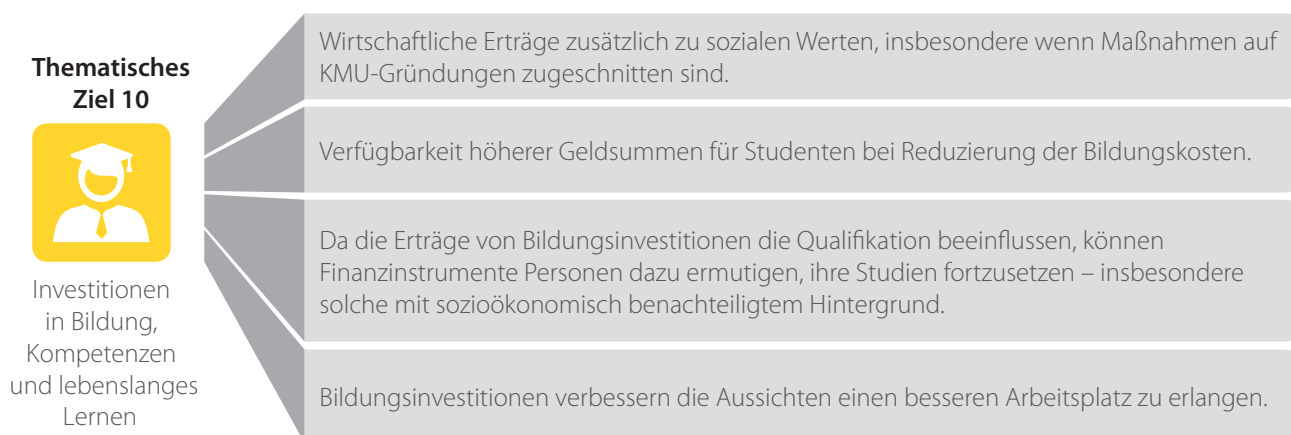 Thematisches
Ziel 10
Investitionen
in Bildung,
Kompetenzen
und lebenslanges
Lernen
Wirtschaftliche Erträge zusätzlich zu sozialen Werten, insbesondere wenn Maßnahmen auf
KMU-Gründungen zugeschnitten sind.
Verfügbarkeit höherer Geldsummen für Studenten bei Reduzierung der Bildungskosten.
Da die Erträge von Bildungsinvestitionen die Qualifikation beeinflussen, können
Finanzinstrumente Personen dazu ermutigen, ihre Studien fortzusetzen – insbesondere
solche mit sozioökonomisch benachteiligtem Hintergrund.
Bildungsinvestitionen verbessern die Aussichten einen besseren Arbeitsplatz zu erlangen.